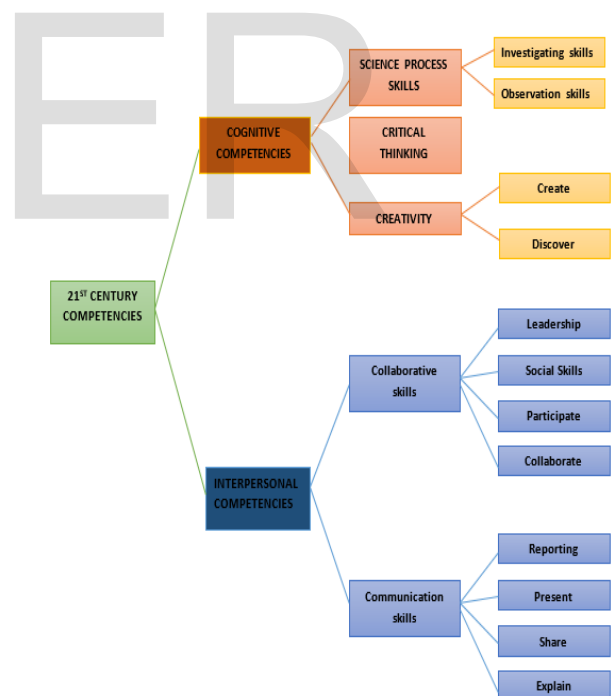 ER
SCIENCE PROCESS
SKILLS
Investigating skills
Observation skills
COGNITIVE
COMPETENCIES
CRITICAL
THINKING
CREATIVITY
Create
Discover
21ST CENTURY
COMPETENCIES
Leadership
Collaborative
skills
Social Skills
Participate
Collaborate
INTERPERSONAL
COMPETENCIES
Reporting
Communication
skills
Present
Share
Explain